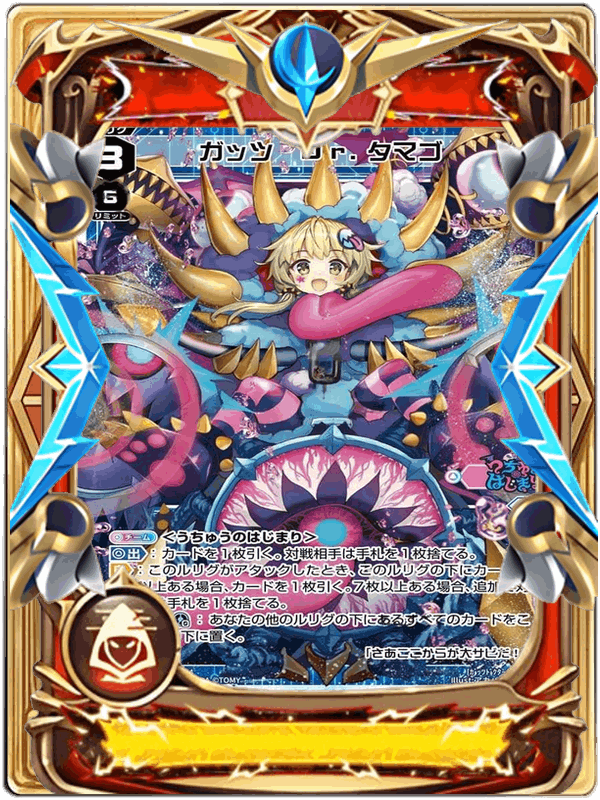 3
ガッツ Jr. タマゴ
6
リミット
チーム <うちゅうのはじまり>
出：カードを1枚引く。対戦相手は手札を1枚捨てる。
：このルリグがアタックしたとき、このルリグの下にカー
以上ある場合、カードを1枚引く。7枚以上ある場合、追加
手札を1枚捨てる。
：あなたの他のルリグの下にあるすべてのカードをこ
下に置く。
「さあここからが大サビだ！
TOMY